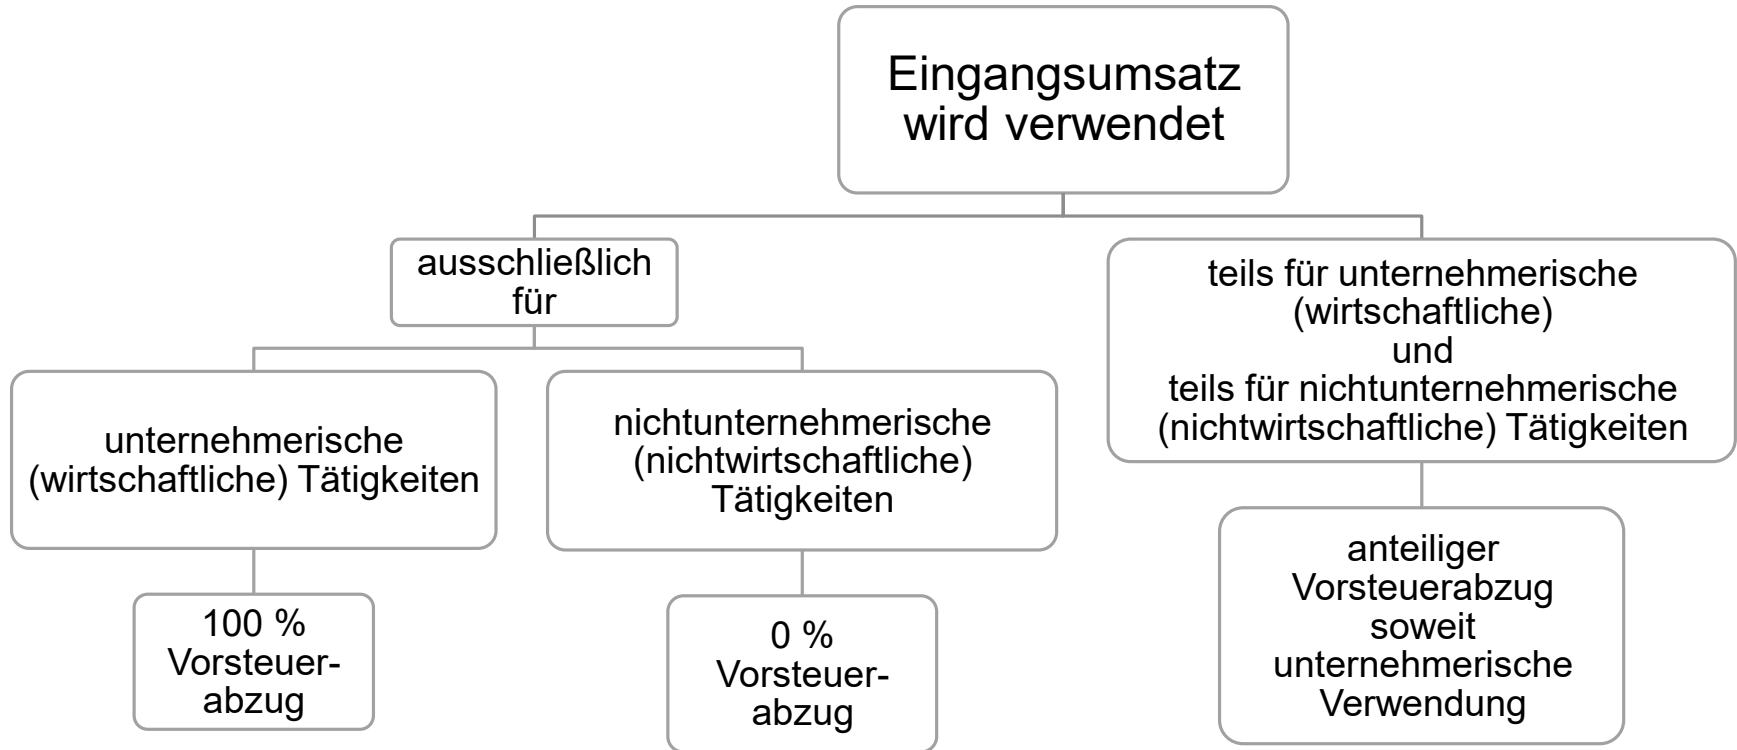 Eingangsumsatz
wird verwendet
ausschließlich
für
teils für unternehmerische
(wirtschaftliche)
und
teils für nichtunternehmerische
(nichtwirtschaftliche) Tätigkeiten
unternehmerische
(wirtschaftliche) Tätigkeiten
nichtunternehmerische
(nichtwirtschaftliche)
Tätigkeiten
100 %
Vorsteuer-
abzug
0 %
Vorsteuer-
abzug
anteiliger
Vorsteuerabzug
soweit
unternehmerische
Verwendung